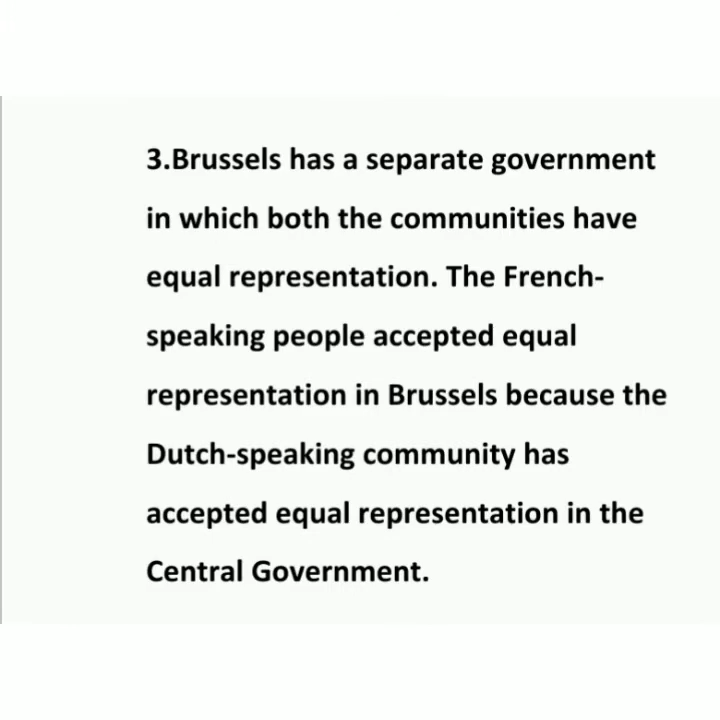 3.Brussels has a separate government
in which both the communities have
equal representation. The French-
speaking people accepted equal
representation in Brussels because the
Dutch-speaking community has
accepted equal representation in the
Central Government.